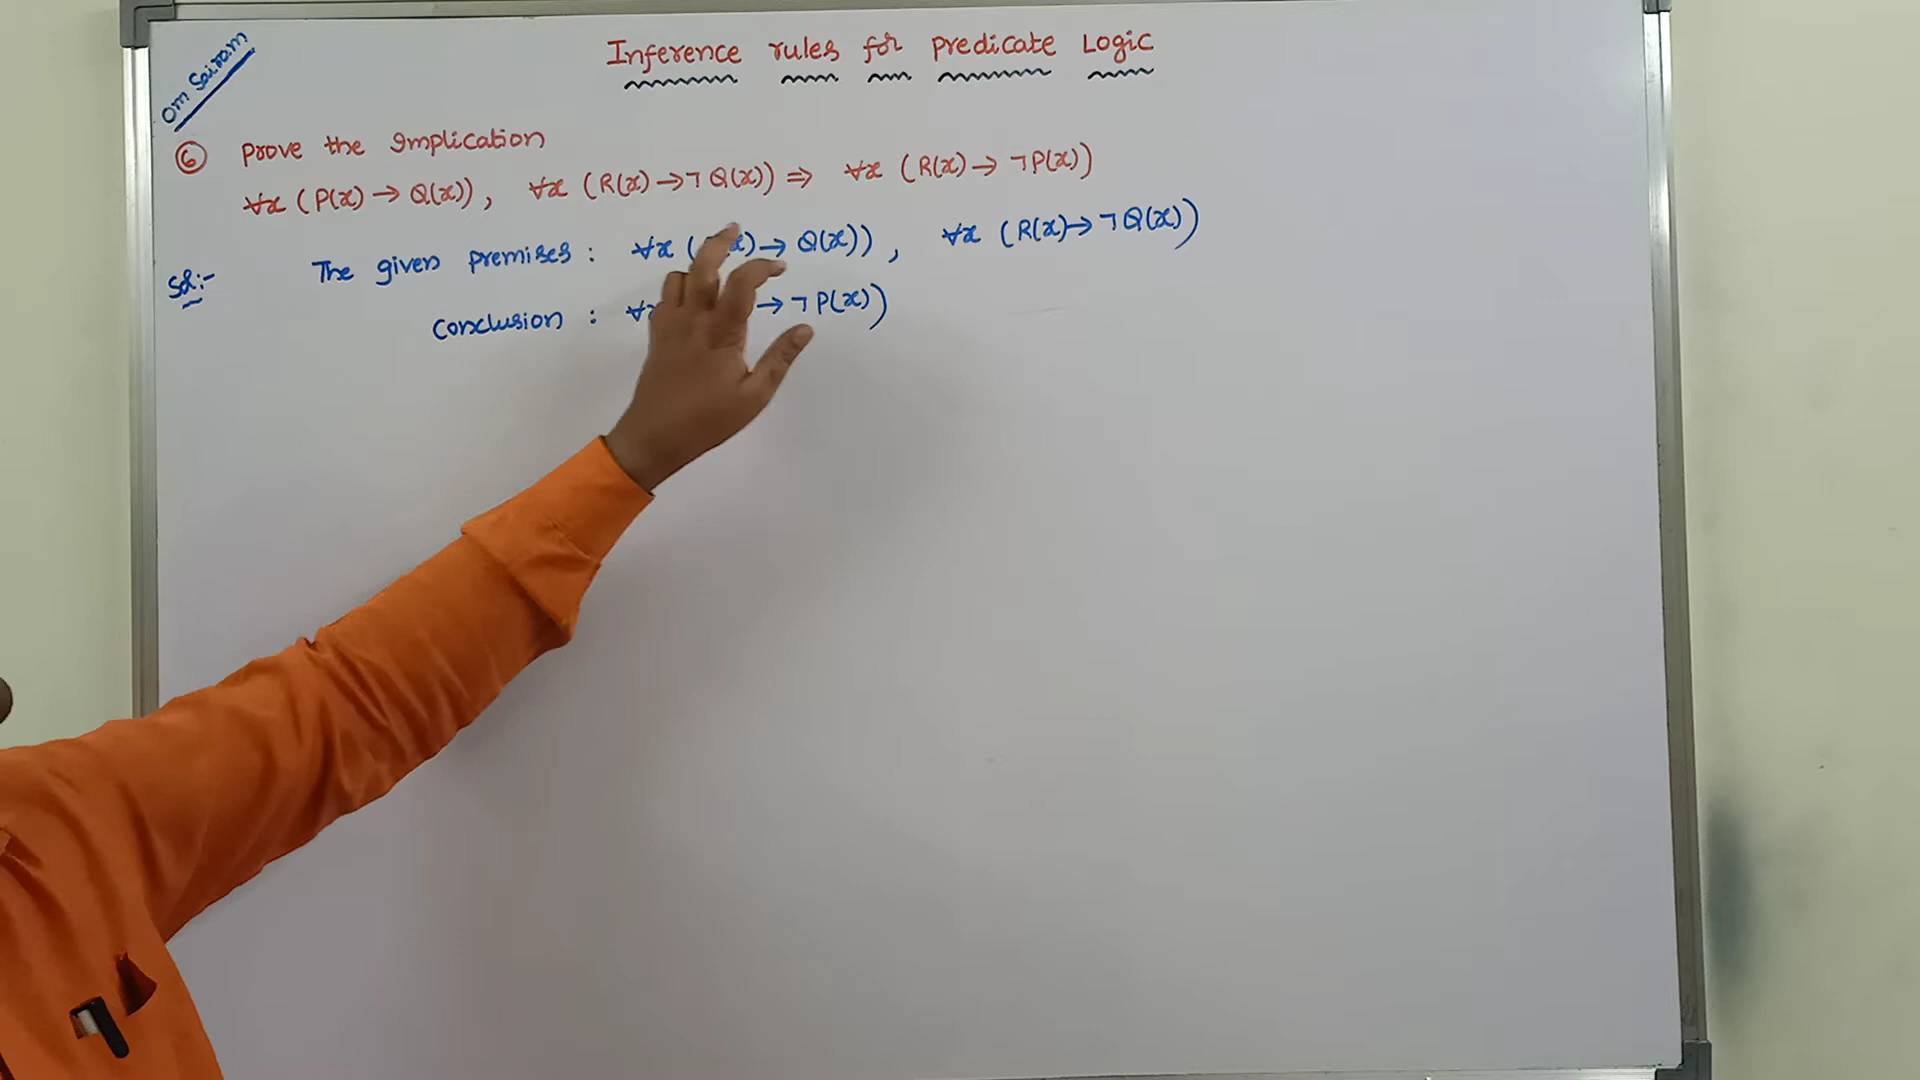 Om Sairam
Inference rules for predicate Logic
6 Prove the Implication
∀x (P(x) → Q(x)), ∀x (R(x) → ¬Q(x)) ⇒ ∀x (R(x) → ¬P(x))
Sol:- The given premises : ∀x ( x) → Q(x)) , ∀x (R(x) → ¬Q(x))
Conclusion : ∀x → ¬P(x))